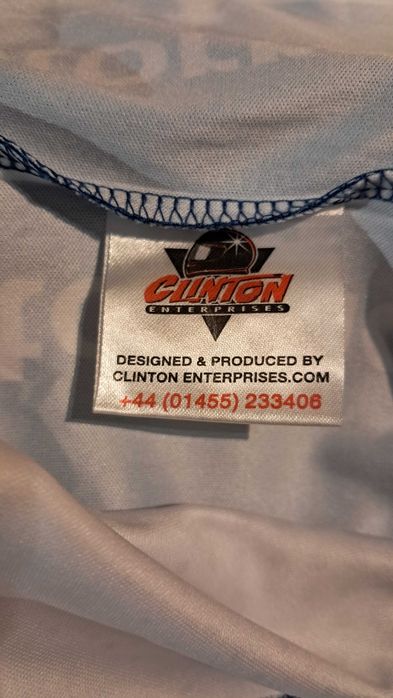 CLINTON
ENTERPRISES
DESIGNED & PRODUCED BY
CLINTON ENTERPRISES.COM
+44 (01455) 233406